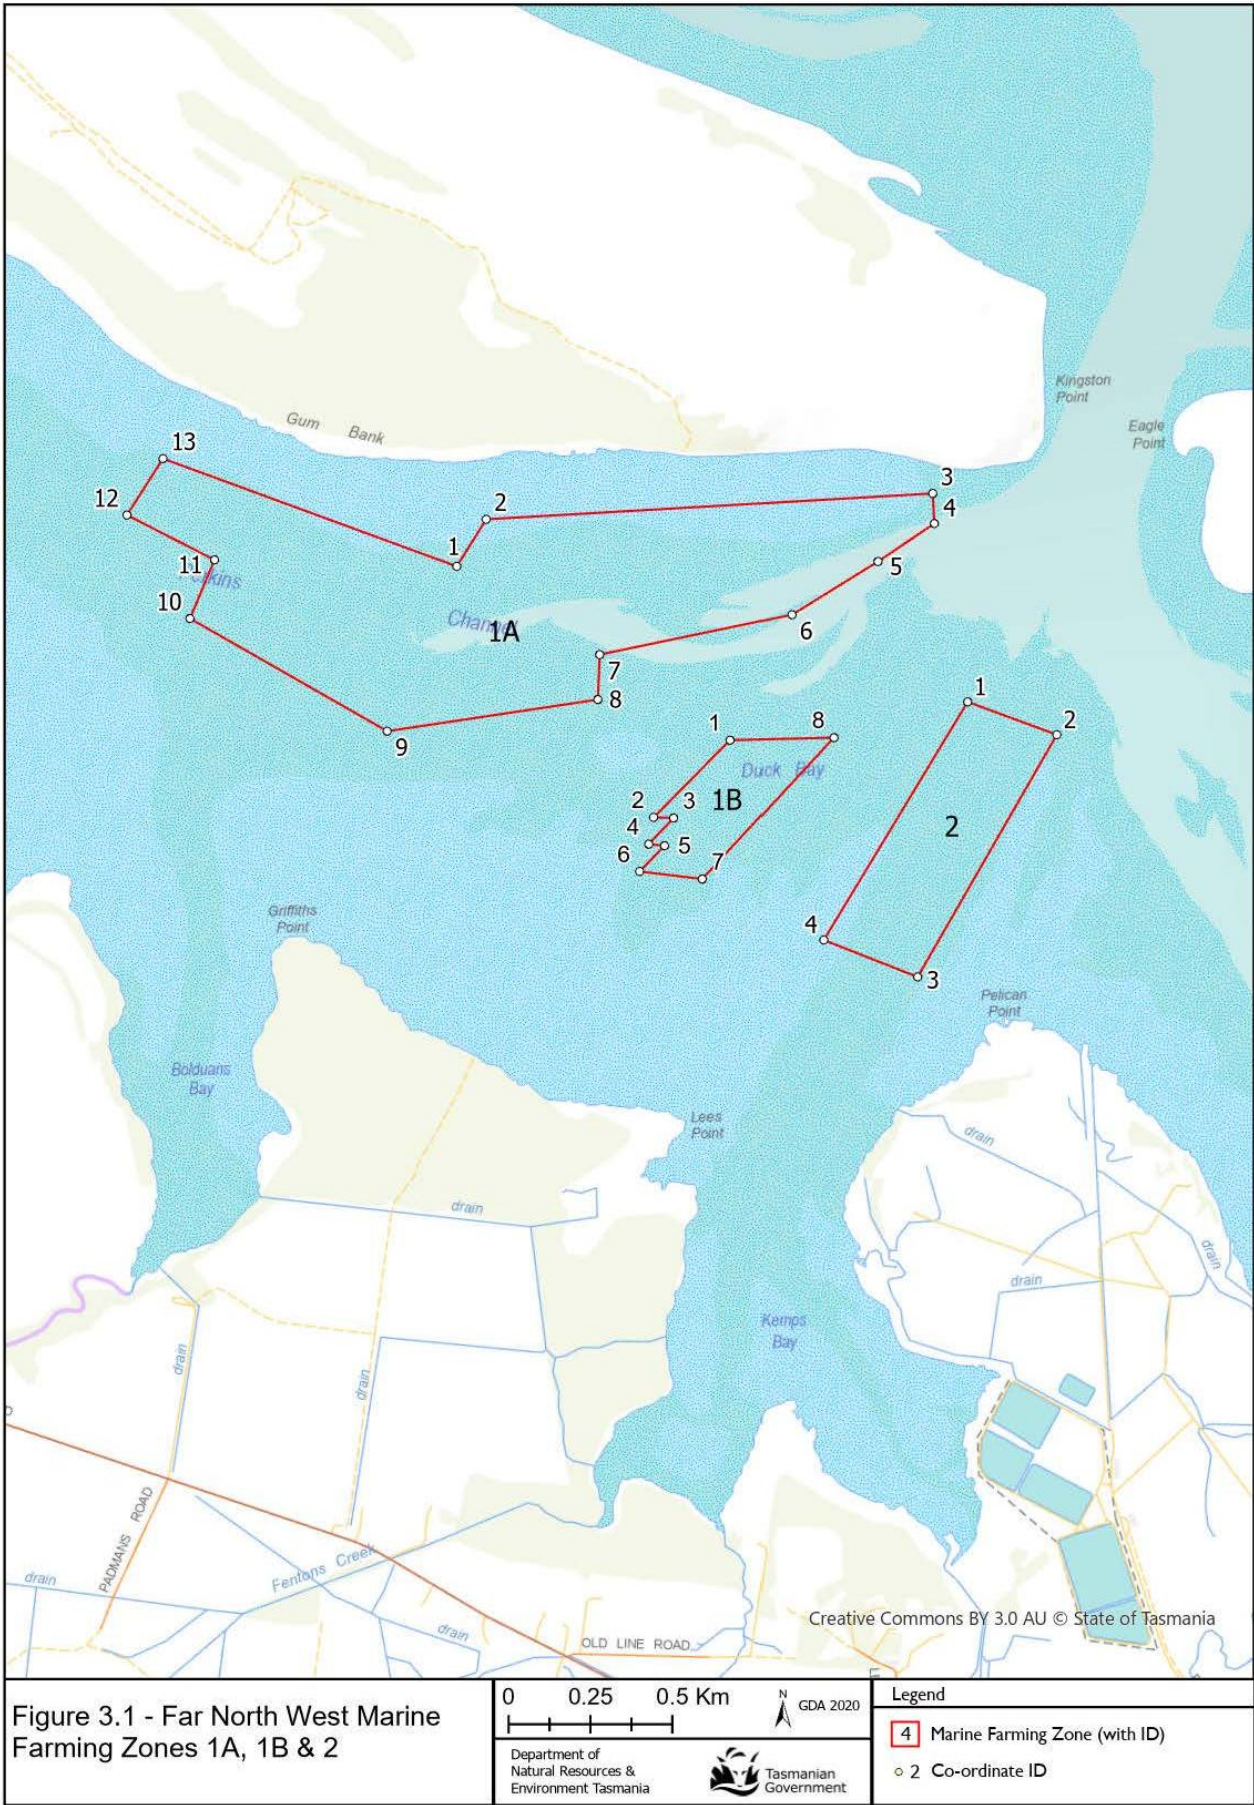 Kingston
Point
Eagle
Point
Gum Bank
13
3
12
2
4
1
11
5
Perkins
10
6
Channel
1A
7
8
1
9
1
8
2
Duck Bay
2
3
1B
4
2
5
6
7
4
Griffiths
Point
3
Pelican
Point
Bolduans
Bay
Lees
Point
drain
drain
drain
drain
Kemps
Bay
drain
drain
PADMANS ROAD
Fentons Creek
drain
drain
Creative Commons BY 3.0 AU © State of Tasmania
OLD LINE ROAD
Figure 3.1 - Far North West Marine
Farming Zones 1A, 1B & 2
0 0.25 0.5 Km
N
GDA 2020
Department of
Natural Resources &
Environment Tasmania
Tasmanian
Government
Legend
4 Marine Farming Zone (with ID)
2 Co-ordinate ID